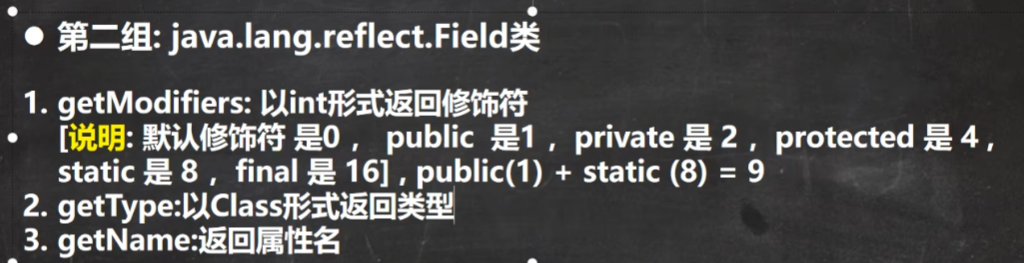 ● 第二组: java.lang.reflect.Field类
1. getModifiers: 以int形式返回修饰符
[说明: 默认修饰符 是0 ， public 是1 ，private 是 2 ，protected 是 4 ,
static 是 8 ， final 是 16] , public(1) + static (8) = 9
2. getType:以Class形式返回类型
3. getName:返回属性名